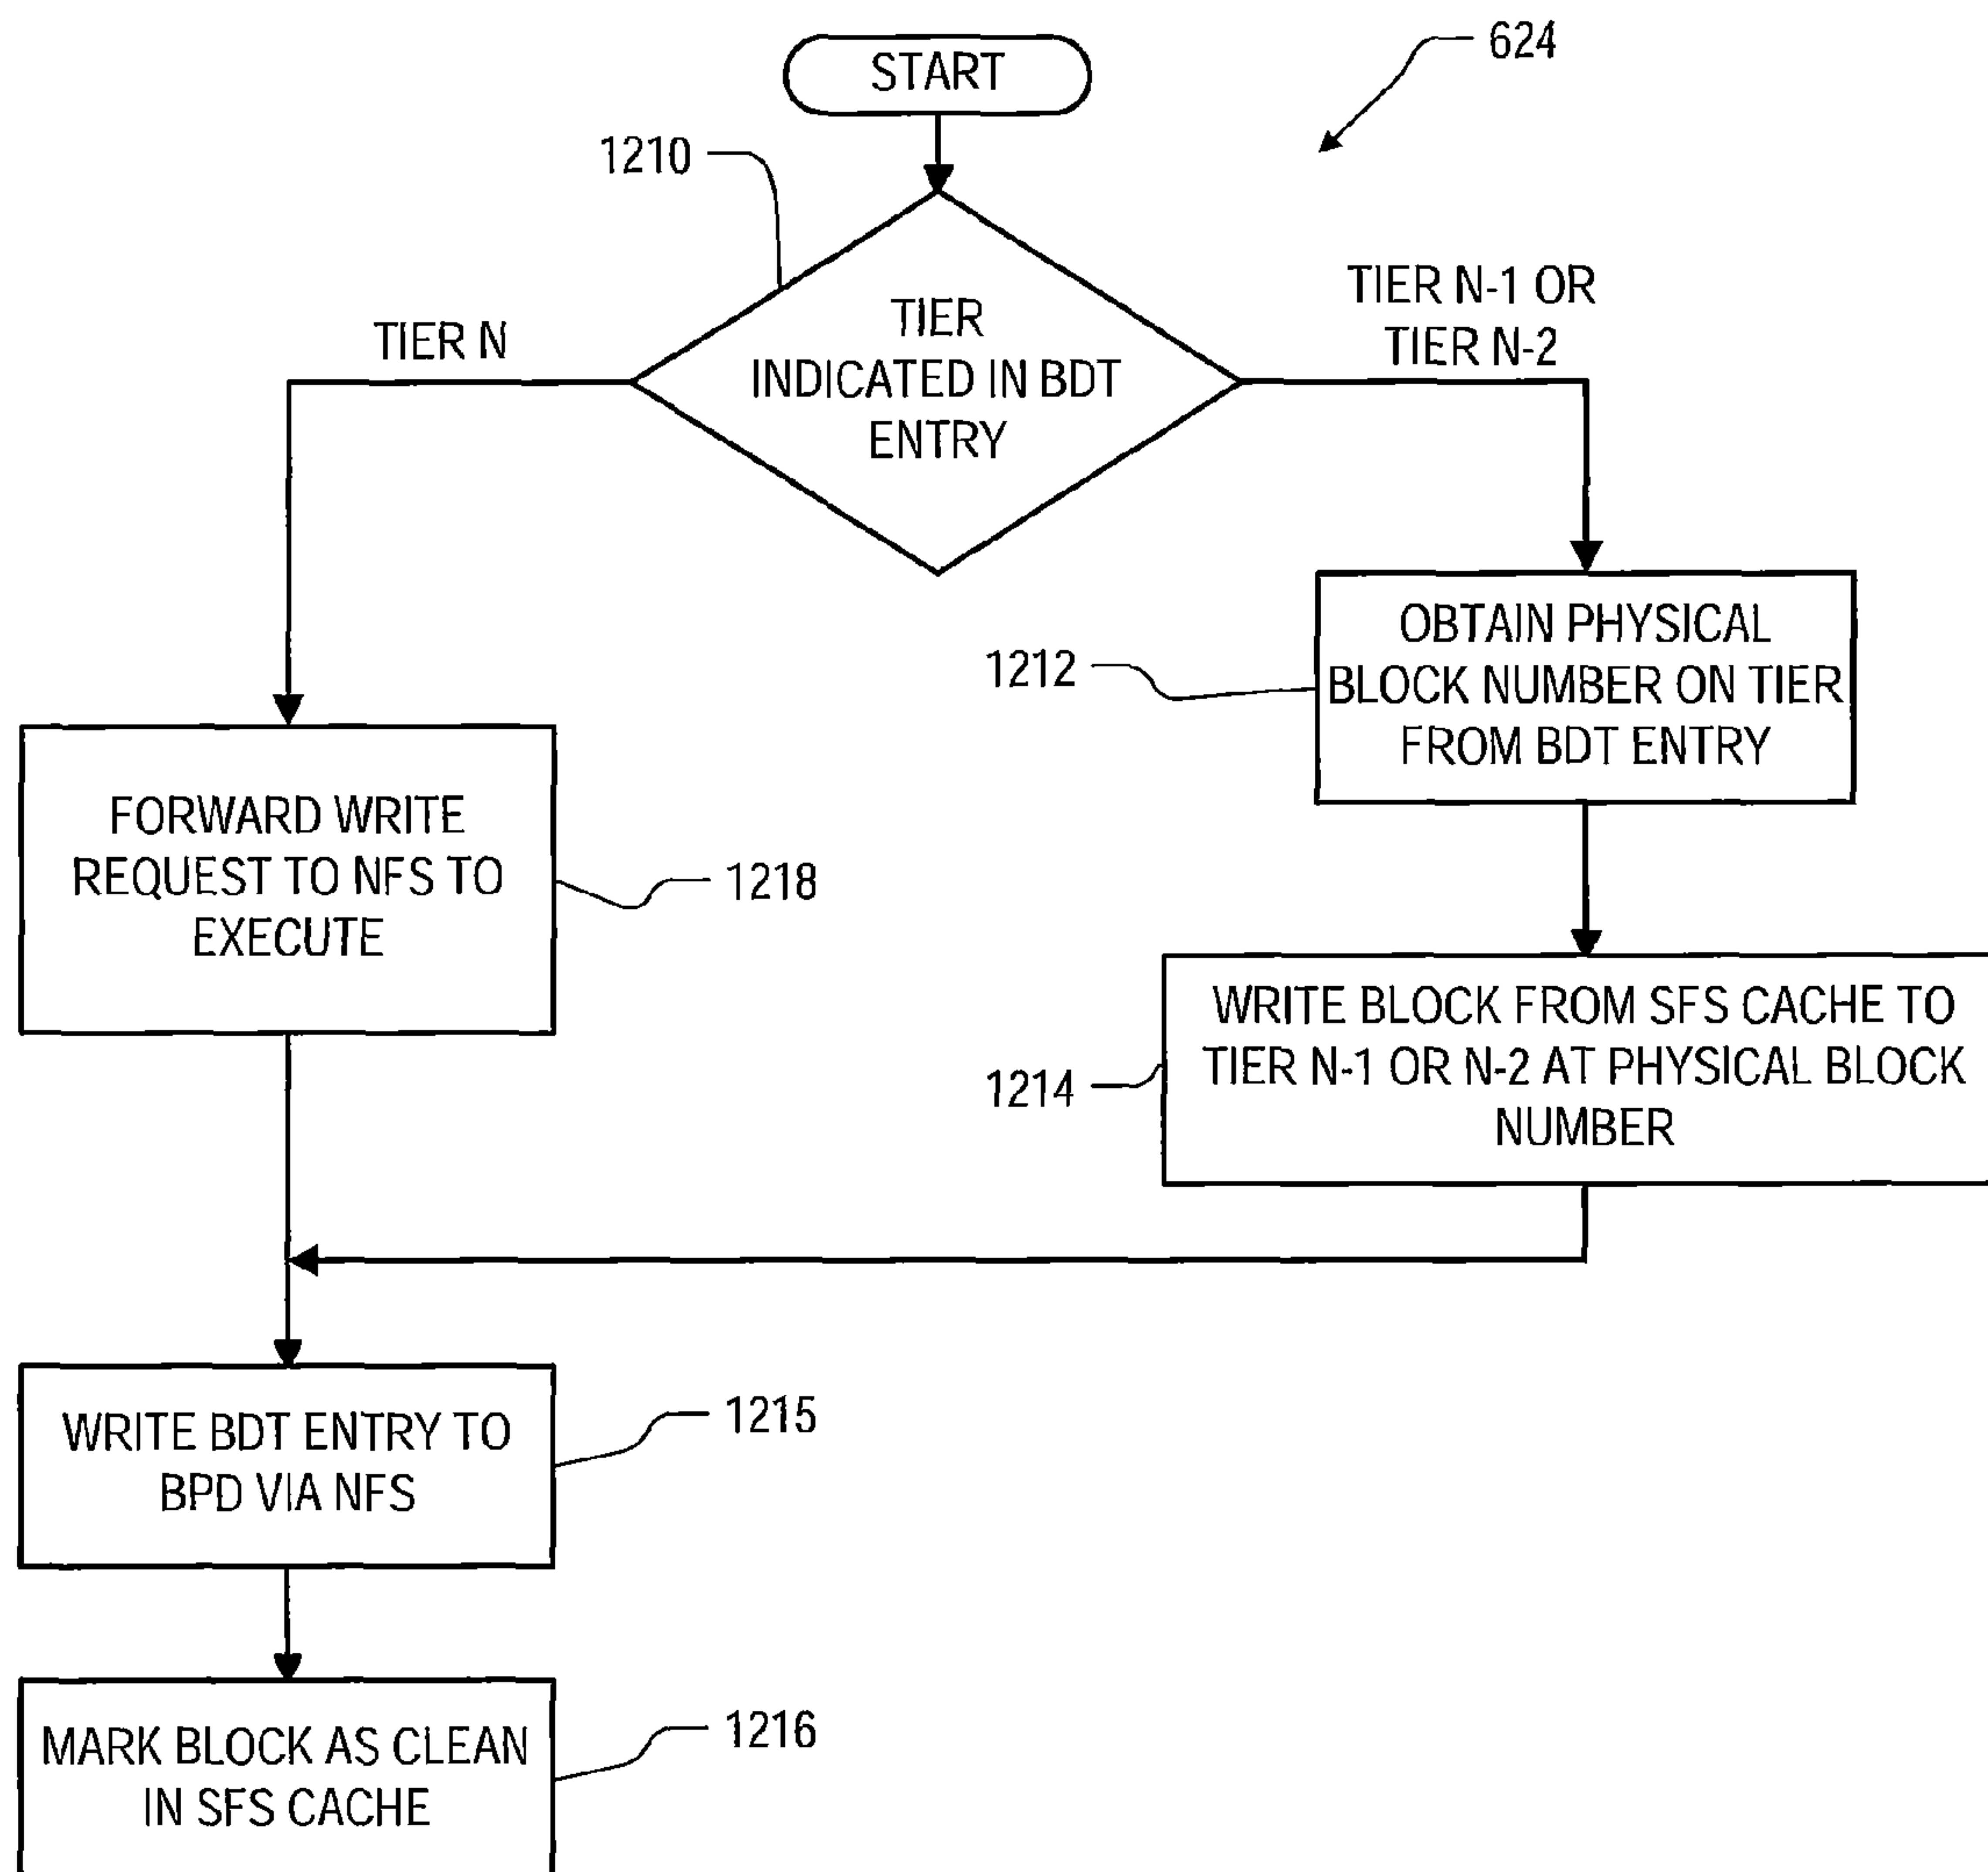 START
624
1210
TIER
INDICATED IN BDT
ENTRY
TIER N
TIER N-1 OR
TIER N-2
OBTAIN PHYSICAL
BLOCK NUMBER ON TIER
FROM BDT ENTRY
1212
FORWARD WRITE
REQUEST TO NFS TO
EXECUTE
1218
WRITE BLOCK FROM SFS CACHE TO
TIER N-1 OR N-2 AT PHYSICAL BLOCK
NUMBER
1214
WRITE BDT ENTRY TO
BPD VIA NFS
1215
MARK BLOCK AS CLEAN
IN SFS CACHE
1216